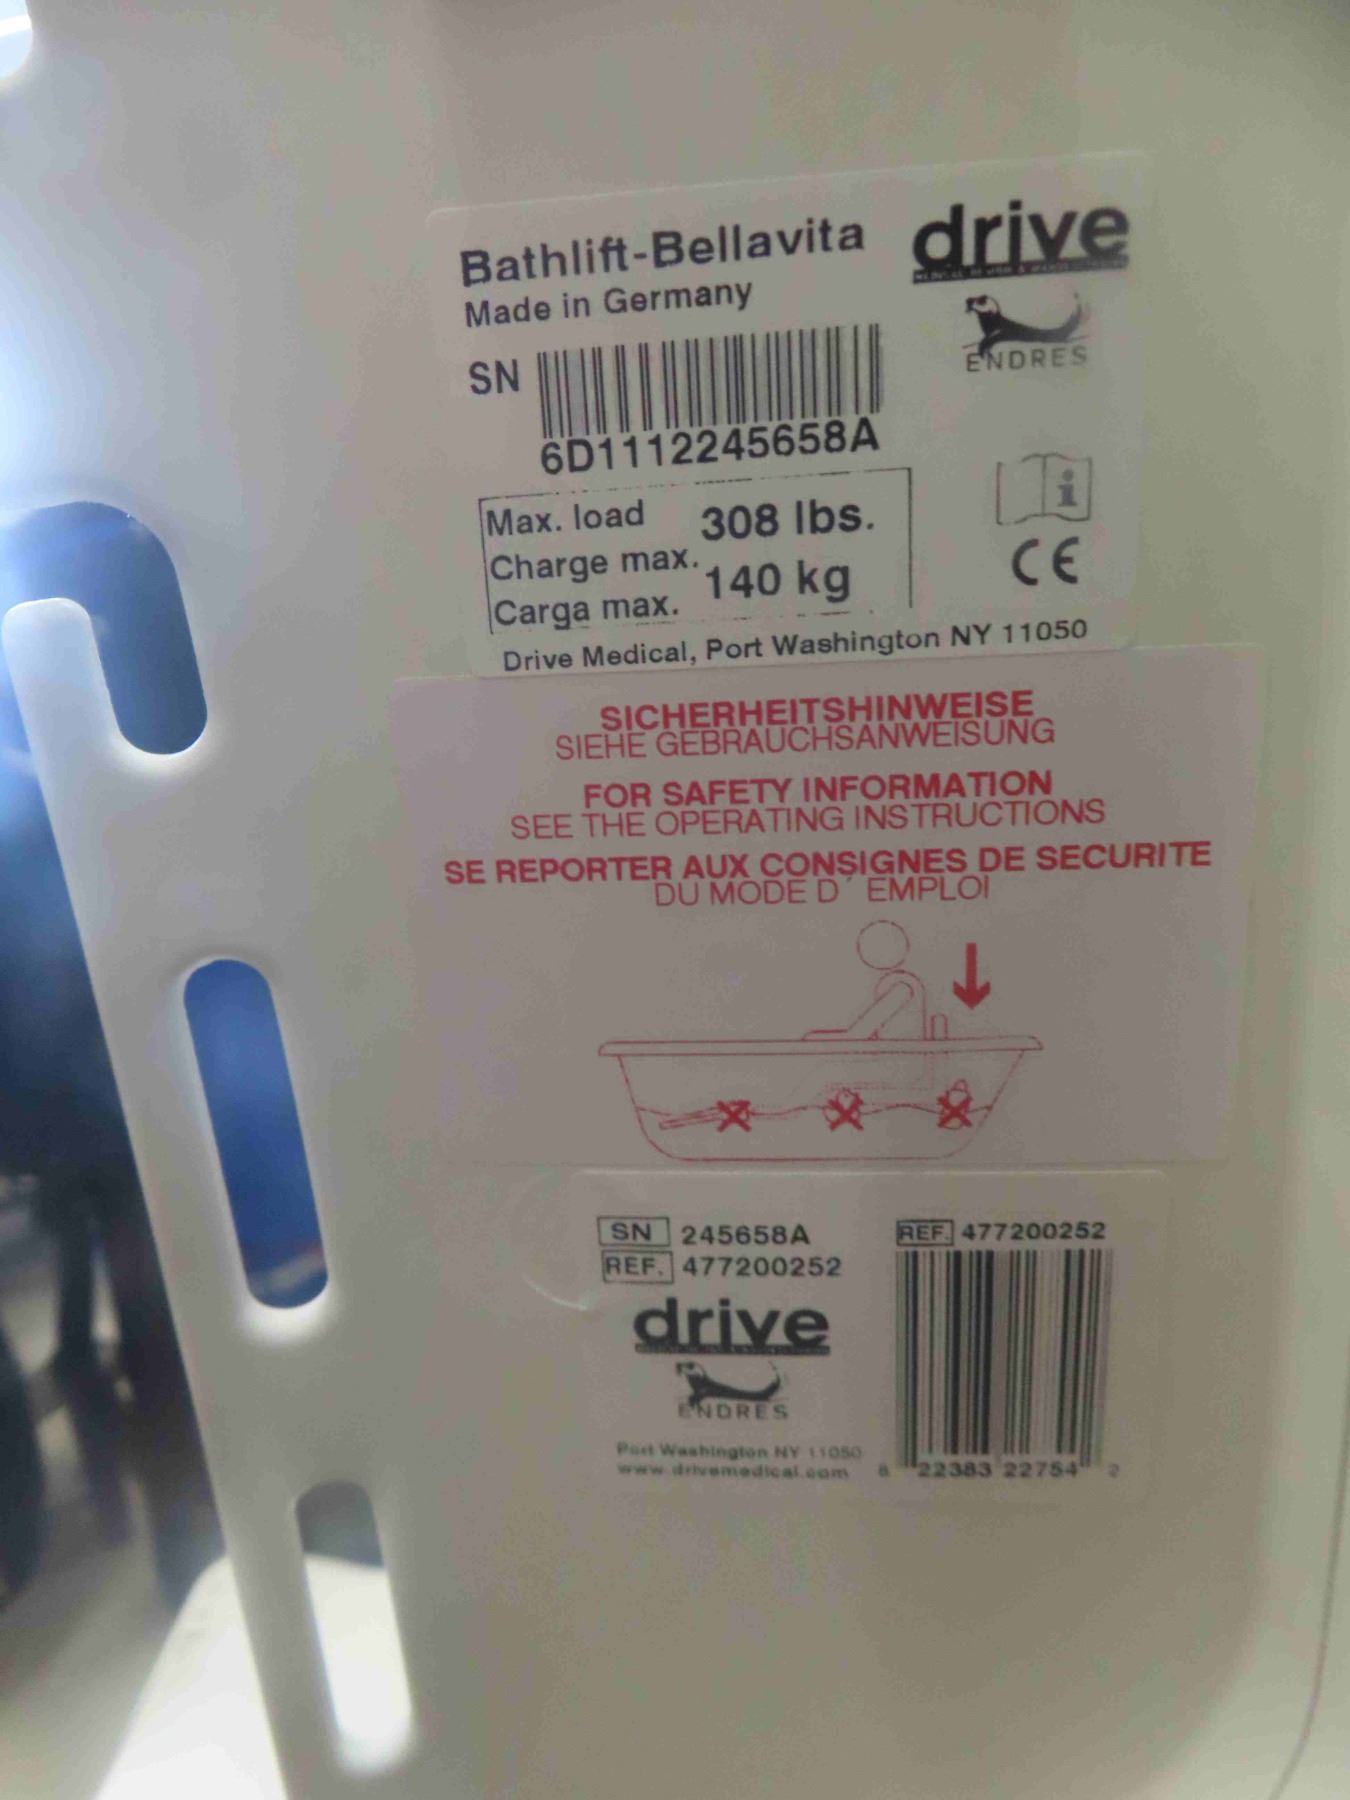 Bathlift-Bellavita
Made in Germany
drive
ENDRES
SN
6D1112245658A
Max. load 308 lbs.
Charge max. 140 kg
Carga max.
CE
Drive Medical, Port Washington NY 11050
SICHERHEITSHINWEISE
SIEHE GEBRAUCHSANWEISUNG
FOR SAFETY INFORMATION
SEE THE OPERATING INSTRUCTIONS
SE REPORTER AUX CONSIGNES DE SECURITE
DU MODE D´ EMPLOI
SN 245658A
REF. 477200252
drive
ENDRES
Port Washington NY 11050
www.drivemedical.com
REF. 477200252
8 22383 22754 2